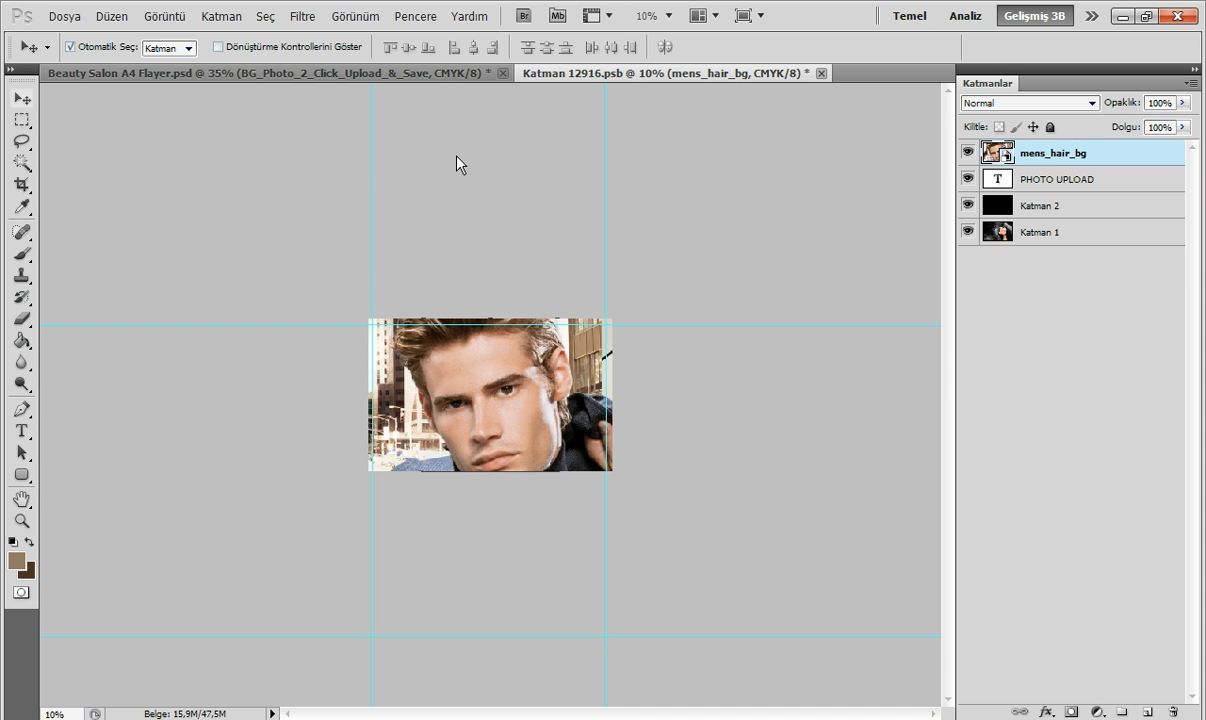 Ps Dosya Düzen Görüntü Katman Seç Filtre Görünüm Pencere Yardım Br Mb 10% Temel Analiz Gelişmiş 3B
Otomatik Seç: Katman Dönüştürme Kontrollerini Göster
Beauty Salon A4 Flayer.psd @ 35% (BG_Photo_2_Click_Upload_&_Save, CMYK/8) * Katman 12916.psb @ 10% (mens_hair_bg, CMYK/8) *
Katmanlar
Normal Opaklık: 100%
Kilitle: Dolgu: 100%
mens_hair_bg
T PHOTO UPLOAD
Katman 2
Katman 1
10% Belge: 15,9M/47,5M